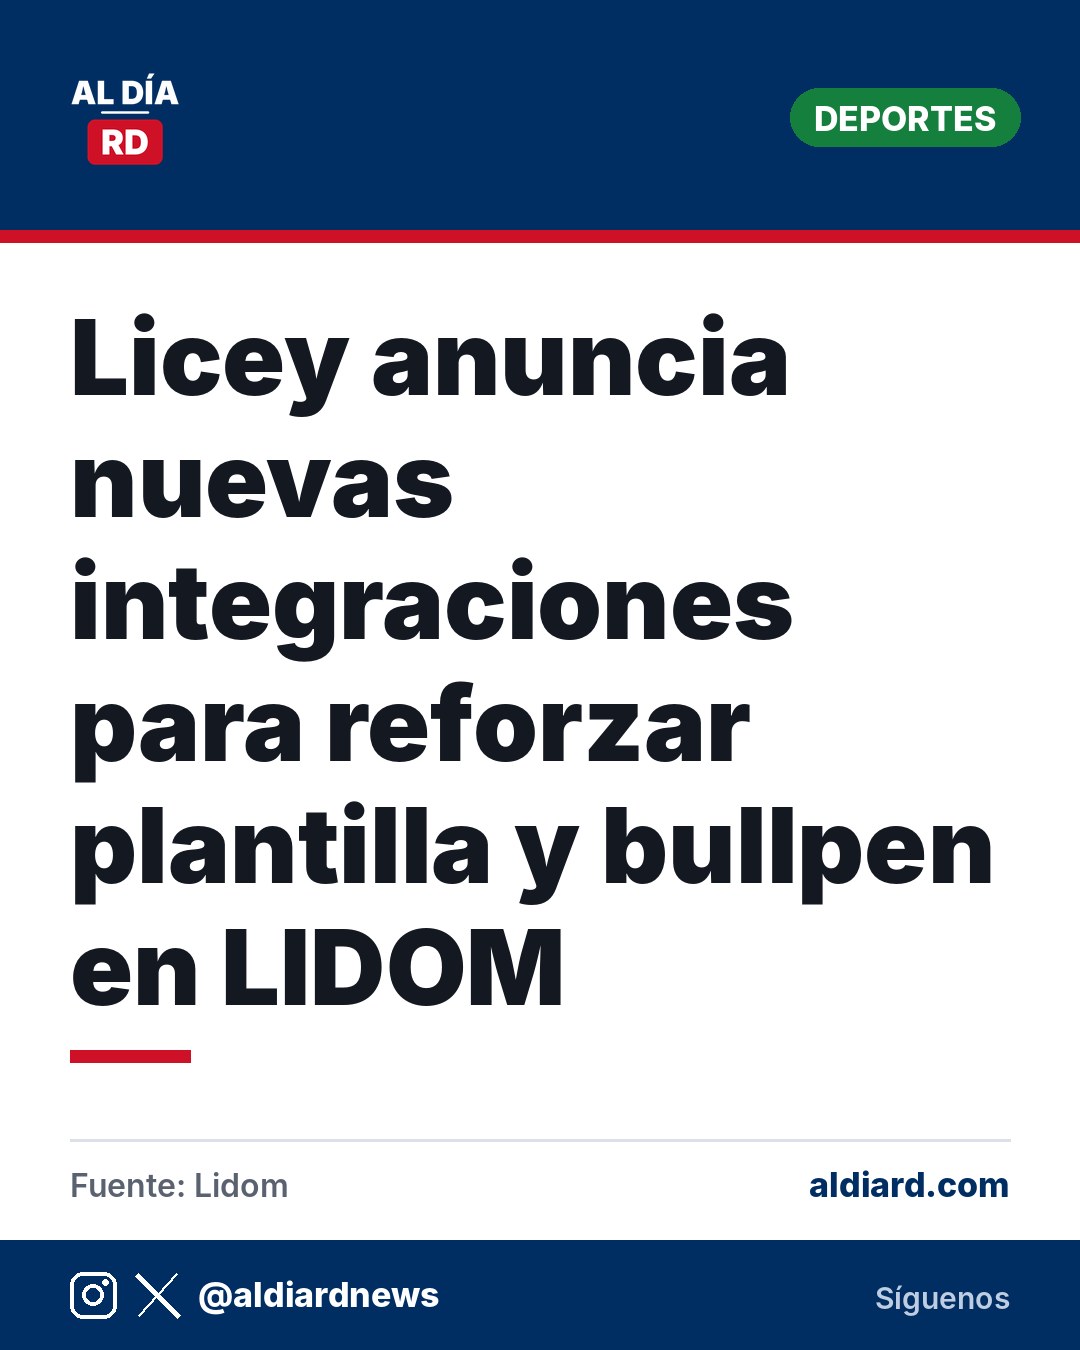 AL DÍA
RD
DEPORTES
Licey anuncia
nuevas
integraciones
para reforzar
plantilla y bullpen
en LIDOM
Fuente: Lidom
aldiard.com
@aldiardnews
Síguenos